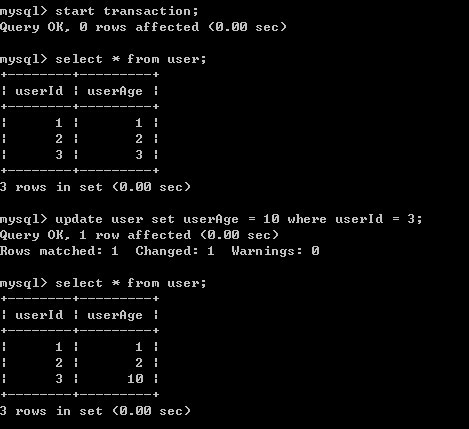 mysql> start transaction;
Query OK, 0 rows affected (0.00 sec)
mysql> select * from user;
+--------+---------+
| userId | userAge |
+--------+---------+
|      1 |       1 |
|      2 |       2 |
|      3 |       3 |
+--------+---------+
3 rows in set (0.00 sec)
mysql> update user set userAge = 10 where userId = 3;
Query OK, 1 row affected (0.00 sec)
Rows matched: 1  Changed: 1  Warnings: 0
mysql> select * from user;
+--------+---------+
| userId | userAge |
+--------+---------+
|      1 |       1 |
|      2 |       2 |
|      3 |      10 |
+--------+---------+
3 rows in set (0.00 sec)